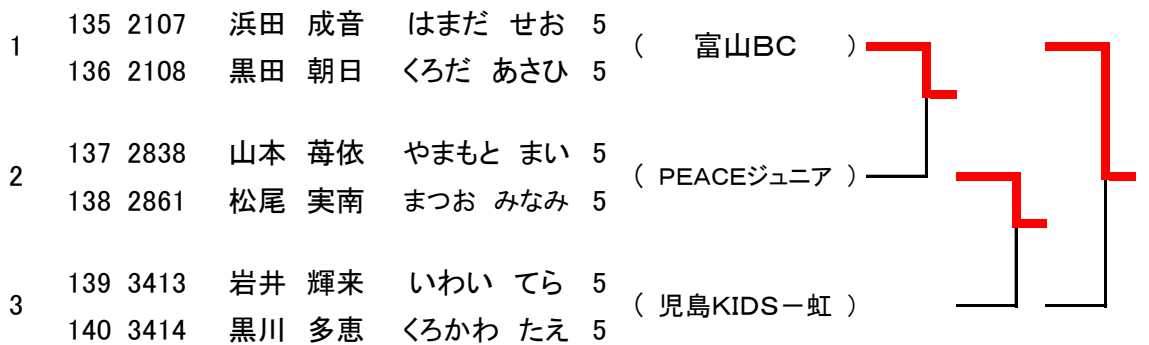 135 2107 浜田 成音 はまだ せお 5
1 ( 富山BC )
136 2108 黒田 朝日 くろだ あさひ 5
137 2838 山本 苺依 やまもと まい 5
2 ( PEACEジュニア )
138 2861 松尾 実南 まつお みなみ 5
139 3413 岩井 輝来 いわい てら 5
3 ( 児島KIDS－虹 )
140 3414 黒川 多恵 くろかわ たえ 5